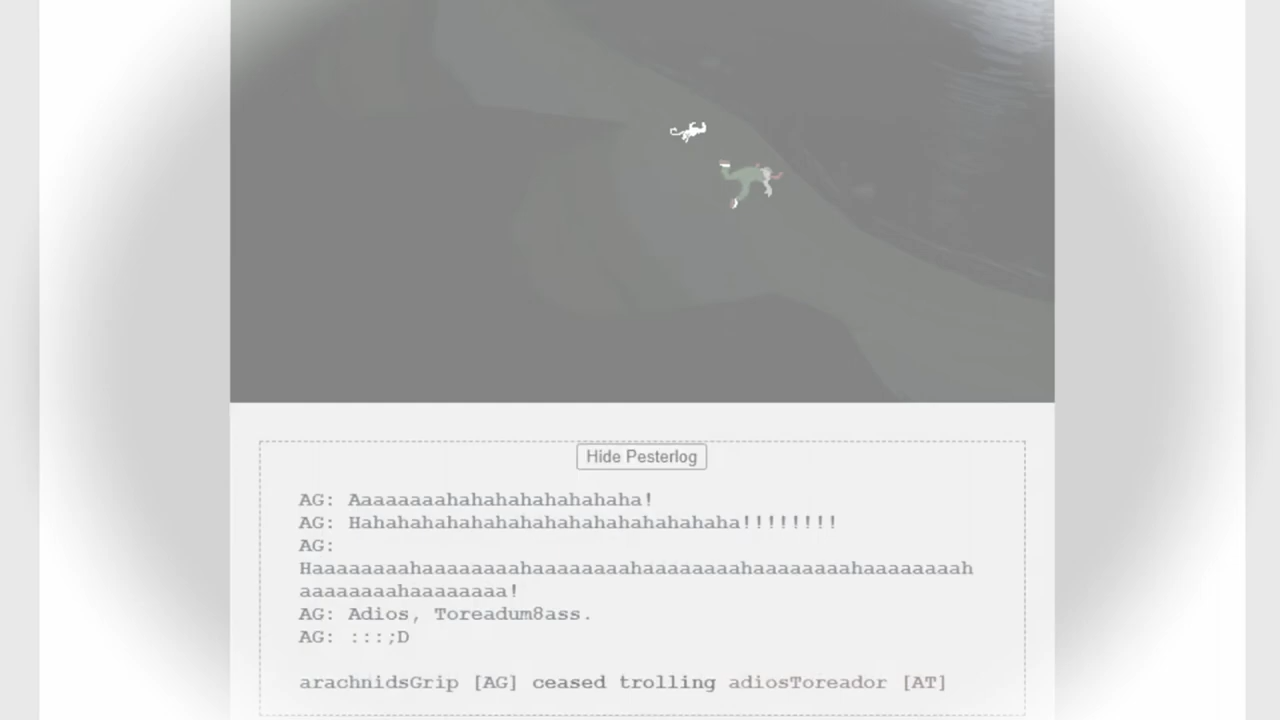 Hide Pesterlog
AG: Aaaaaaaahahahahahahahaha!
AG: Hahahahahahahahahahahahahahahaha!!!!!!!!
AG:
Haaaaaaaahaaaaaaaahaaaaaaaahaaaaaaaahaaaaaaaahaaaaaaaah
aaaaaaaahaaaaaaaa!
AG: Adios, Toreadum8ass.
AG: :::;D
arachnidsGrip [AG] ceased trolling adiosToreador [AT]